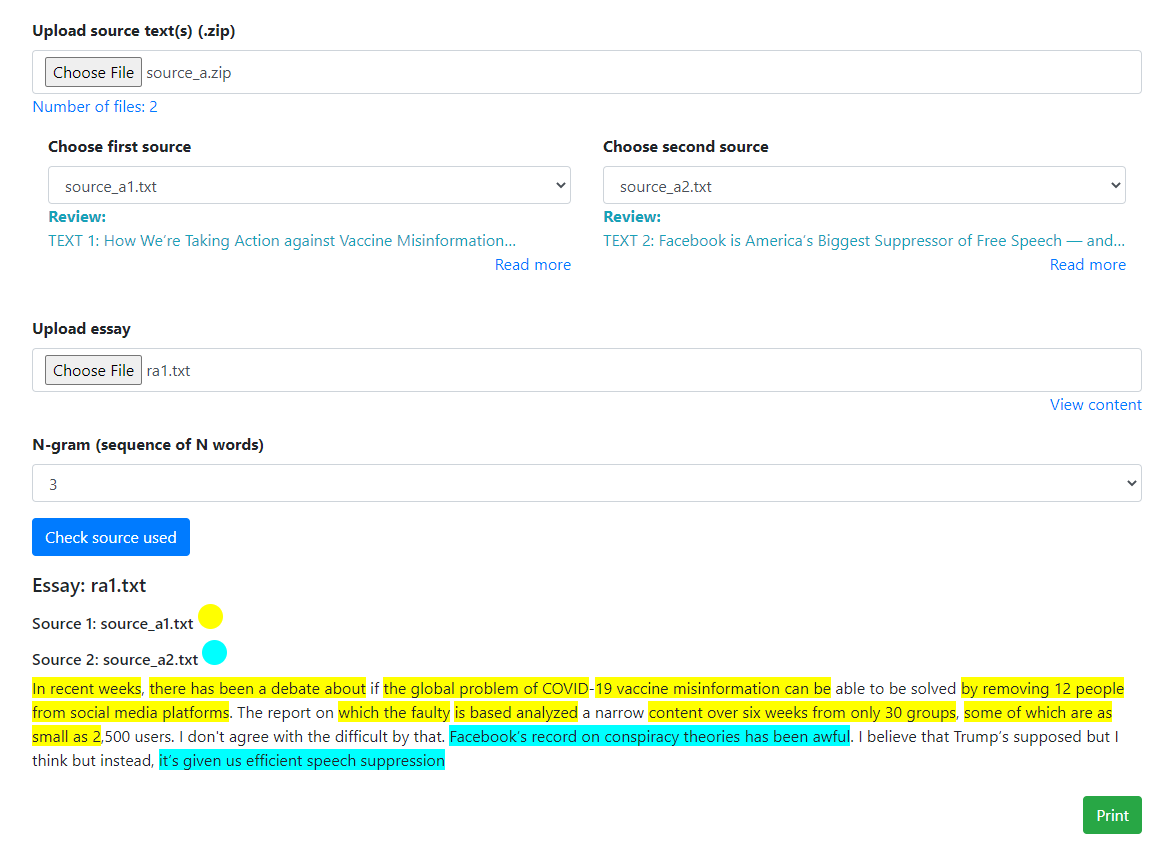 Upload source text(s) (.zip)
Choose File source_a.zip
Number of files: 2
Choose first source
source_a1.txt
Review:
TEXT 1: How We’re Taking Action against Vaccine Misinformation...
Read more
Choose second source
source_a2.txt
Review:
TEXT 2: Facebook is America’s Biggest Suppressor of Free Speech — and...
Read more
Upload essay
Choose File ra1.txt
View content
N-gram (sequence of N words)
3
Check source used
Essay: ra1.txt
Source 1: source_a1.txt
Source 2: source_a2.txt
In recent weeks, there has been a debate about if the global problem of COVID-19 vaccine misinformation can be able to be solved by removing 12 people
from social media platforms. The report on which the faulty is based analyzed a narrow content over six weeks from only 30 groups, some of which are as
small as 2,500 users. I don't agree with the difficult by that. Facebook’s record on conspiracy theories has been awful. I believe that Trump’s supposed but I
think but instead, it’s given us efficient speech suppression
Print